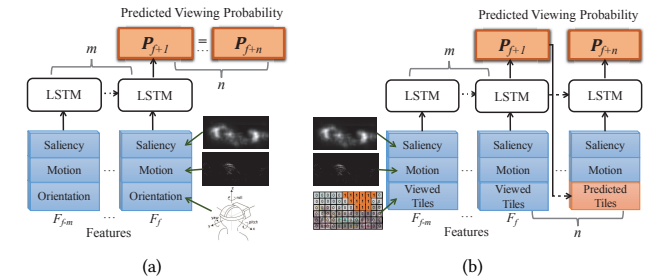 Predicted Viewing Probability
P_{f+1} = ... P_{f+n}
m
n
LSTM ... LSTM
Saliency Saliency
Motion Motion
Orientation Orientation
F_{f-m} ... F_f
Features
(a)
Predicted Viewing Probability
P_{f+1} P_{f+n}
m
LSTM ... LSTM LSTM
Saliency Saliency Saliency
Motion Motion ... Motion
Viewed Tiles Viewed Tiles Predicted Tiles
F_{f-m} ... F_f
n
Features
(b)